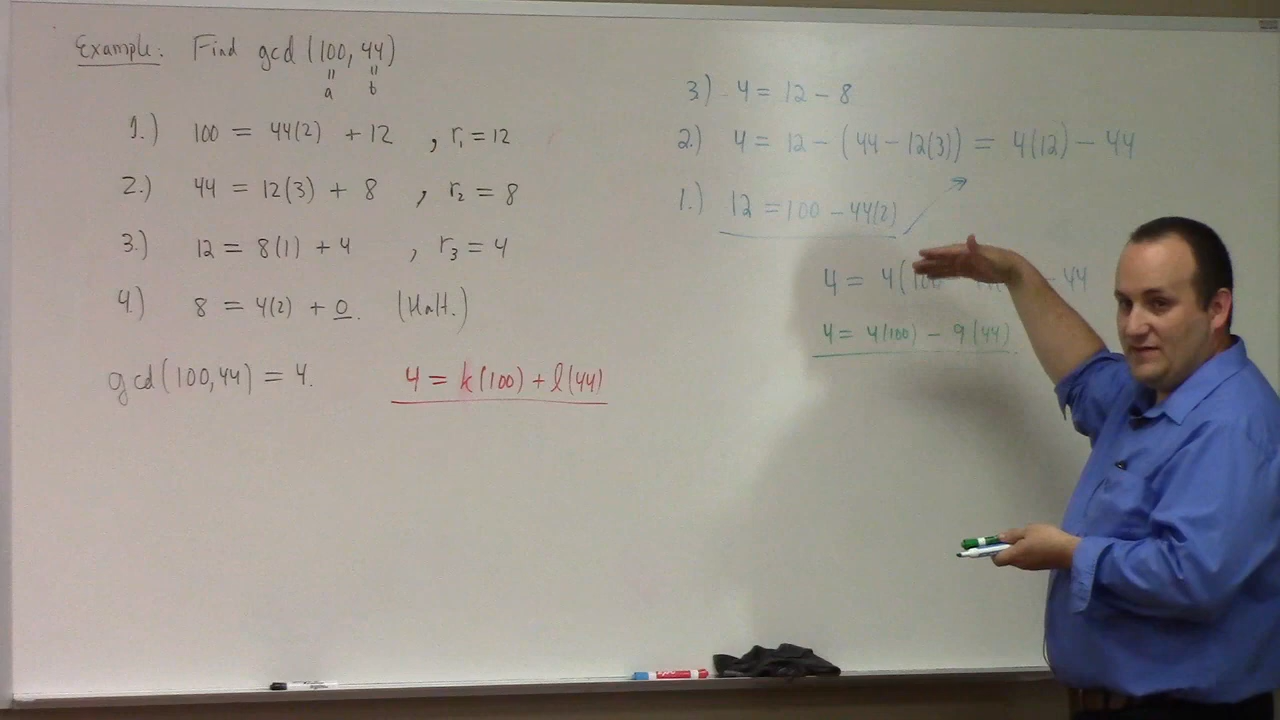 Example: Find gcd (100, 44)
a b
1.) 100 = 44(2) + 12 , r₁ = 12
2.) 44 = 12(3) + 8 , r₂ = 8
3.) 12 = 8(1) + 4 , r₃ = 4
4.) 8 = 4(2) + 0. (Halt.)
gcd(100,44) = 4.
4 = k(100) + l(44)
3.) 4 = 12 - 8
2.) 4 = 12 - (44 - 12(3)) = 4(12) - 44
1.) 12 = 100 - 44(2)
4 = 4(100 - 44
4 = 4(100) - 9(44)